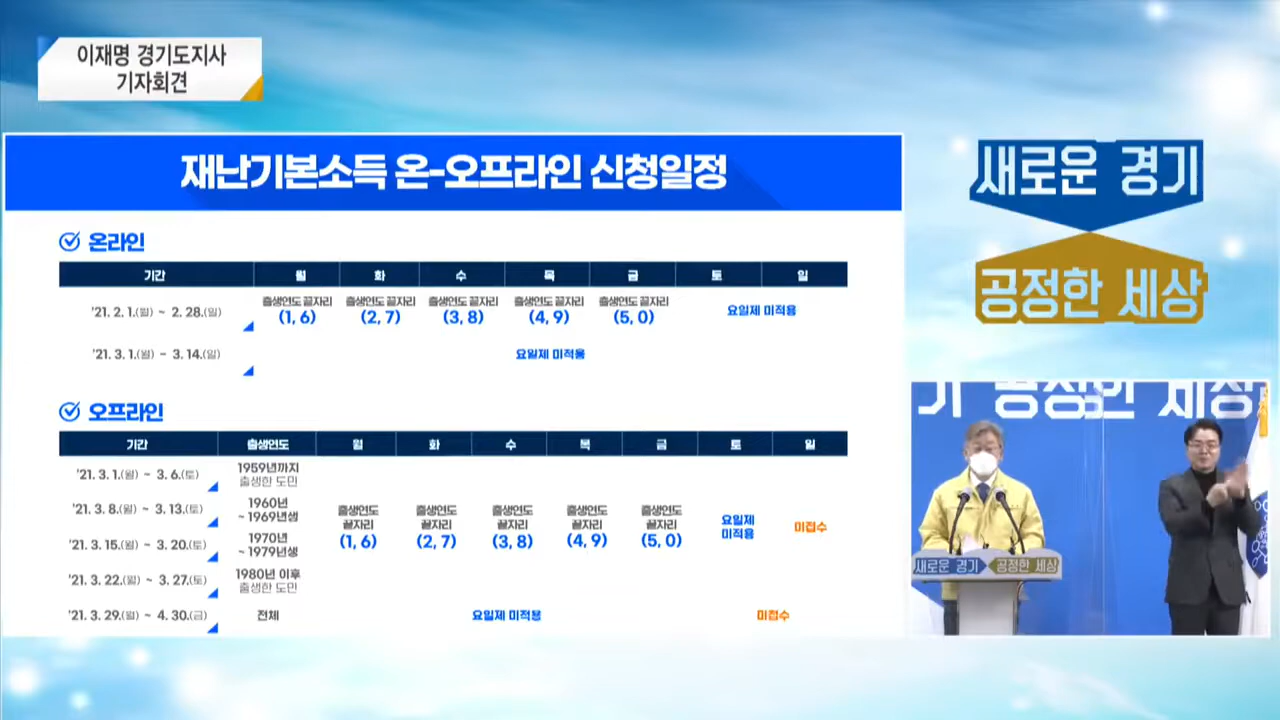 이재명 경기도지사
기자회견
재난기본소득 온-오프라인 신청일정
온라인
기간 월 화 수 목 금 토 일
'21. 2. 1.(월) ~ 2. 28.(일) 출생연도 끝자리 출생연도 끝자리 출생연도 끝자리 출생연도 끝자리 출생연도 끝자리 요일제 미적용
(1, 6) (2, 7) (3, 8) (4, 9) (5, 0)
'21. 3. 1.(월) ~ 3. 14.(일) 요일제 미적용
오프라인
기간 출생연도 월 화 수 목 금 토 일
'21. 3. 1.(월) ~ 3. 6.(토) 1959년까지
출생한 도민
'21. 3. 8.(월) ~ 3. 13.(토) 1960년
~ 1969년생
'21. 3. 15.(월) ~ 3. 20.(토) 1970년
~ 1979년생
'21. 3. 22.(월) ~ 3. 27.(토) 1980년 이후
출생한 도민
출생연도 출생연도 출생연도 출생연도 출생연도 요일제 미접수
끝자리 끝자리 끝자리 끝자리 끝자리 미적용
(1, 6) (2, 7) (3, 8) (4, 9) (5, 0)
'21. 3. 29.(월) ~ 4. 30.(금) 전체 요일제 미적용 미접수
새로운 경기
공정한 세상
기 공정한 세상
새로운 경기 공정한 세상